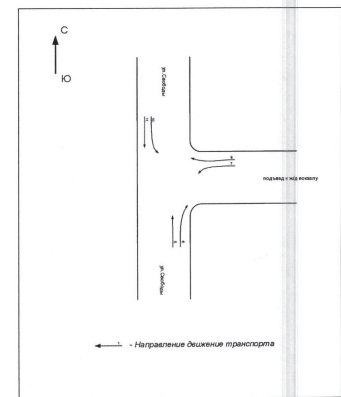 С
Ю
ул. Свободы
подъезд к ж/д вокзалу
ул. Свободы
- Направление движение транспорта